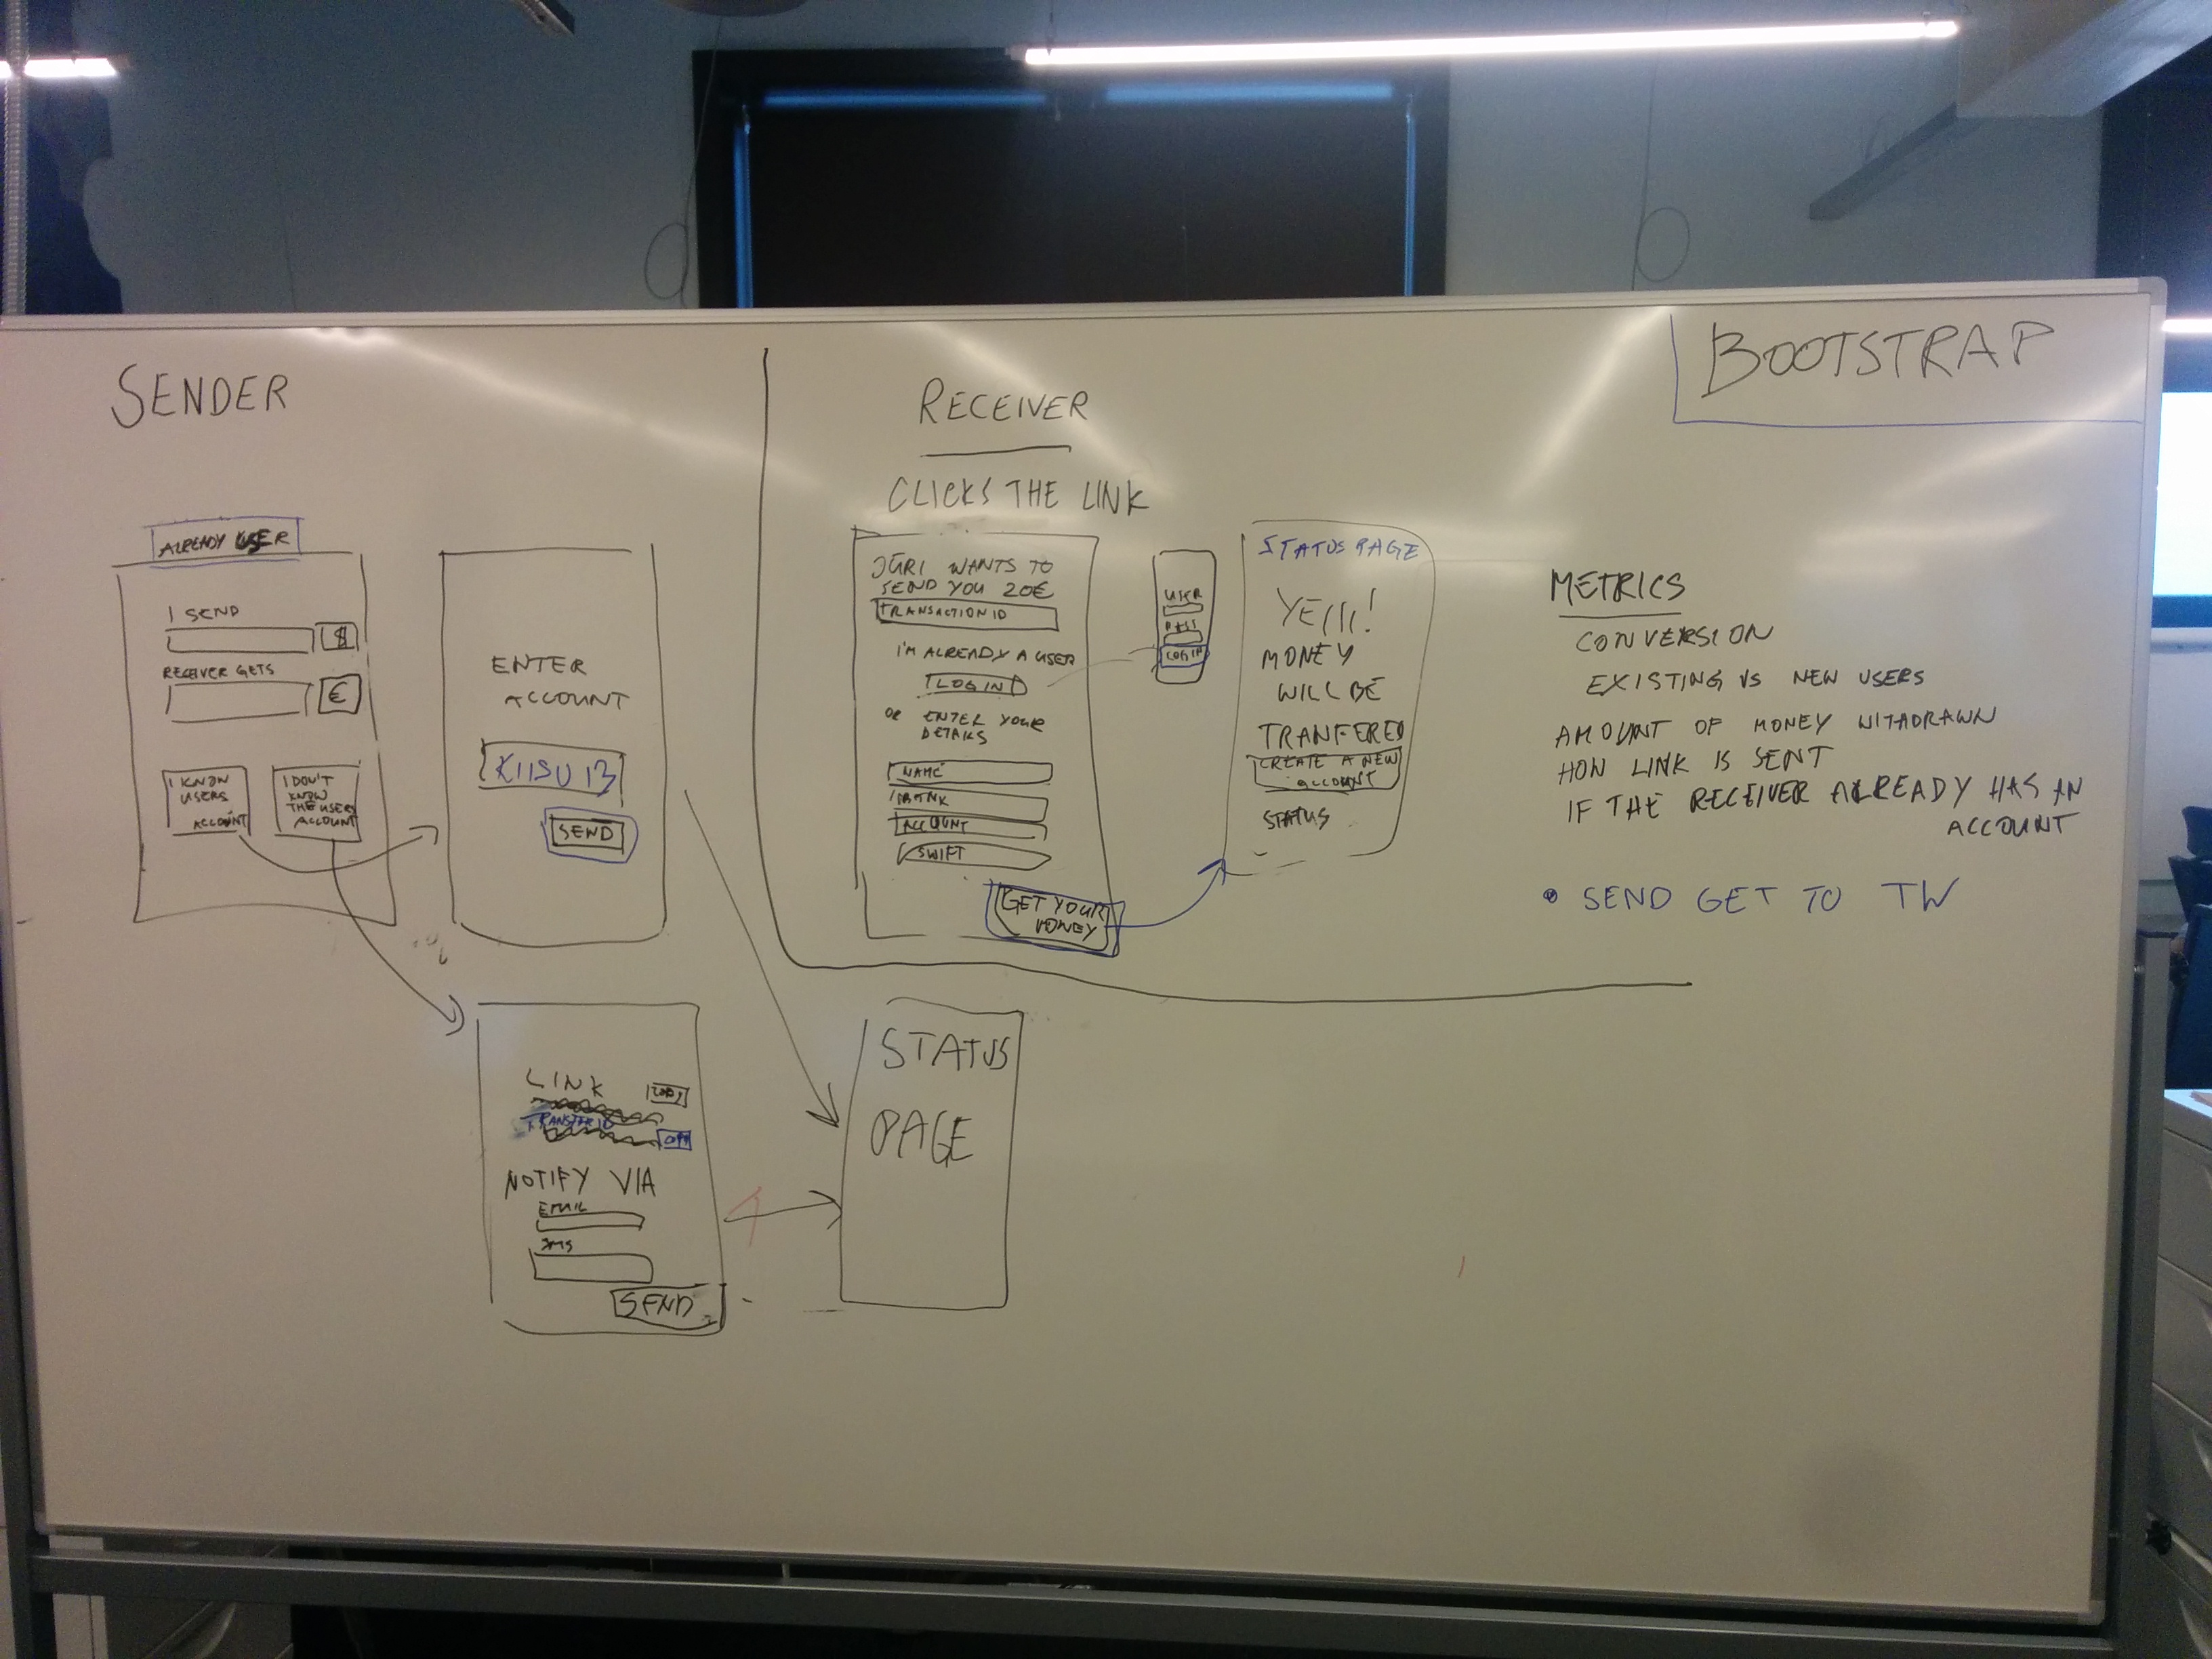 SENDER
ALREADY USER
I SEND
$
RECEIVER GETS
€
I KNOW
USERS
ACCOUNT
I DON'T
KNOW
THE USERS
ACCOUNT
ENTER
ACCOUNT
KIISU 13
SEND
LINK
COPY
TRANSFER ID
NOTIFY VIA
EMAIL
SMS
SEND
STATUS
PAGE
RECEIVER
CLICKS THE LINK
JÜRI WANTS TO
SEND YOU 20€
TRANSACTION ID
I'M ALREADY A USER
LOG IN
OR ENTER YOUR
DETAILS
NAME
BANK
ACCOUNT
SWIFT
GET YOUR
MONEY
USER
PASS
LOGIN
STATUS PAGE
MONEY
WILL BE
TRANFERED
CREATE A NEW
ACCOUNT
STATUS
BOOTSTRAP
METRICS
CONVERSION
EXISTING VS NEW USERS
AMOUNT OF MONEY WITHDRAWN
HOW LINK IS SENT
IF THE RECEIVER ALREADY HAS AN
ACCOUNT
• SEND GET TO TW